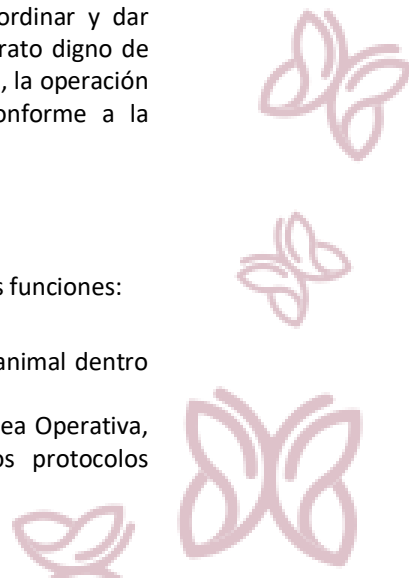 ordinar y dar
rato digno de
, la operación
onforme a la
s funciones:
animal dentro
ea Operativa,
os protocolos